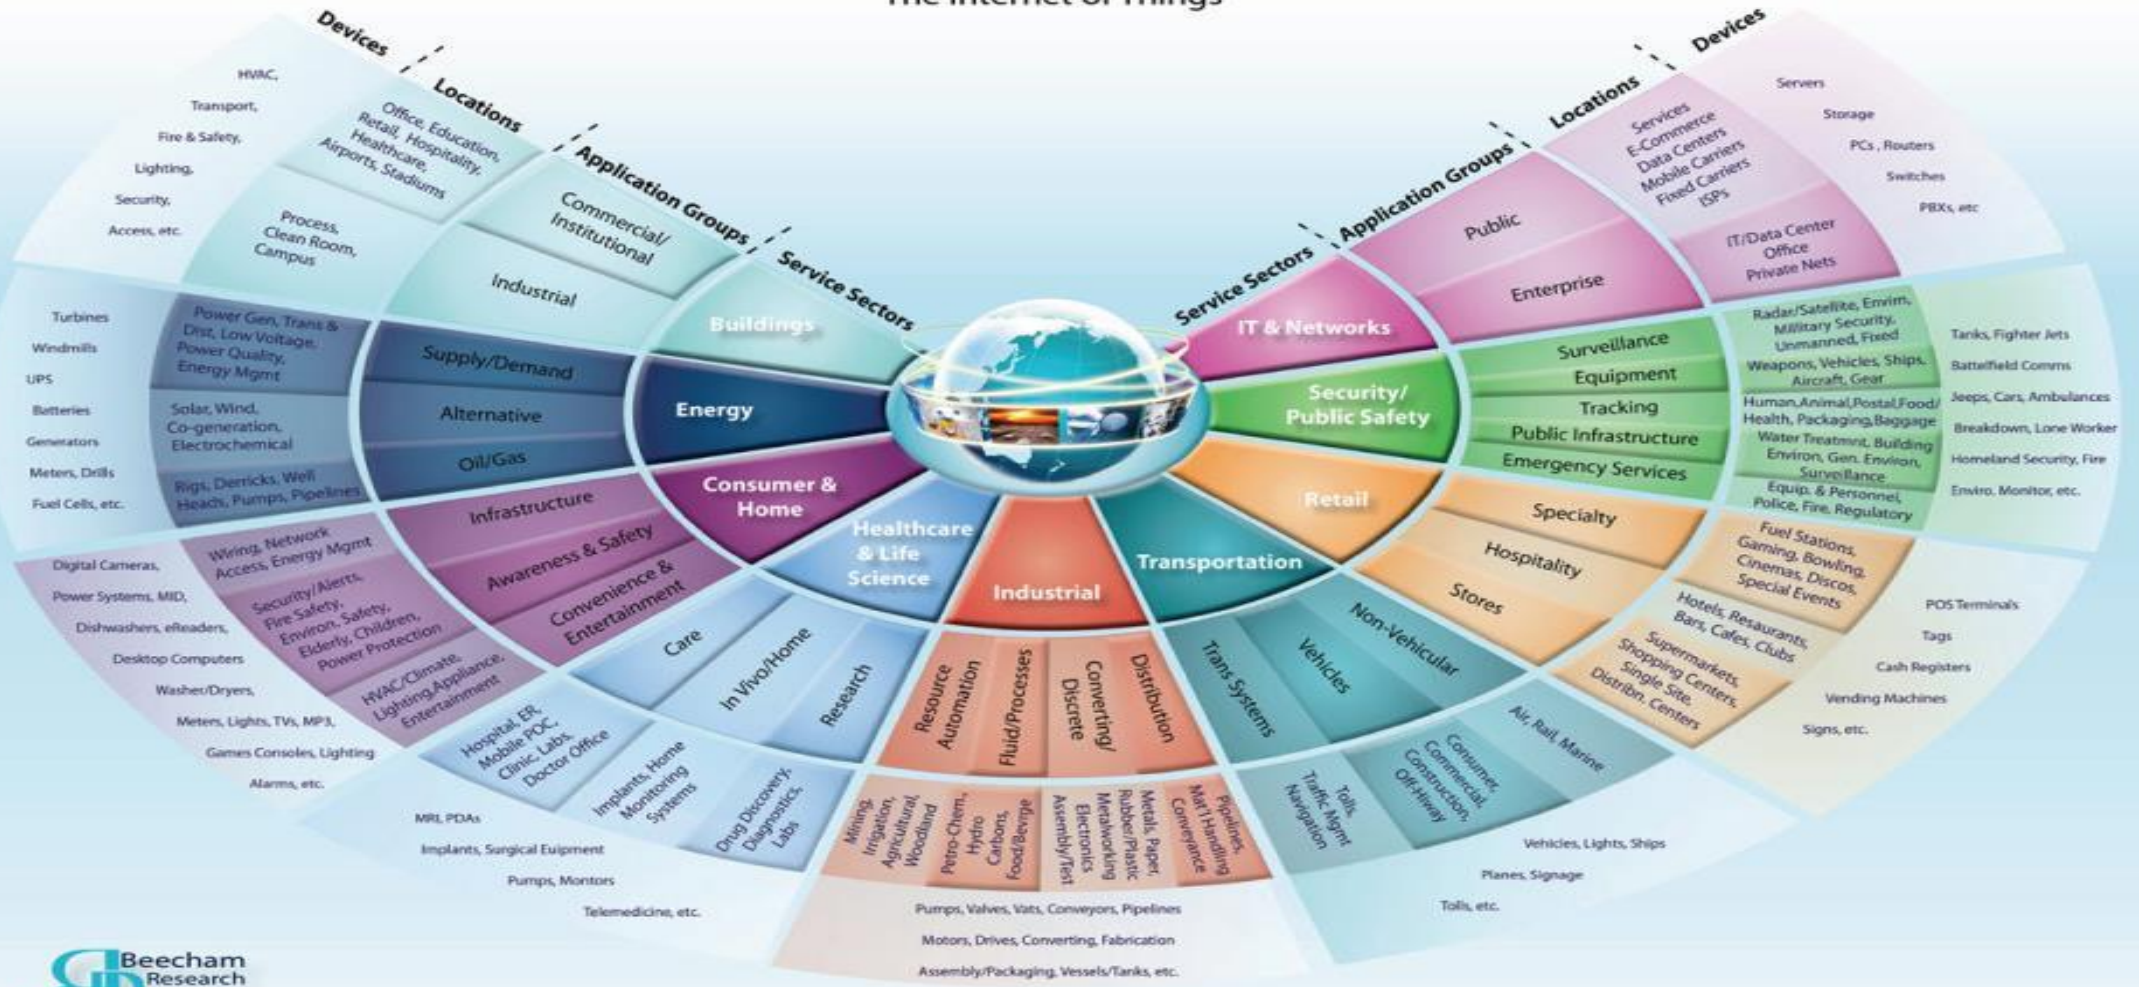 The Internet of Things
Devices
Locations
Application Groups
Service Sectors
Service Sectors
Application Groups
Locations
Devices
HVAC,
Transport,
Fire & Safety,
Lighting,
Security,
Access, etc.
Office, Education,
Retail, Hospitality,
Healthcare,
Airports, Stadiums
Process,
Clean Room,
Campus
Commercial/
Institutional
Industrial
Buildings
Turbines
Windmills
UPS
Batteries
Generators
Meters, Drills
Fuel Cells, etc.
Power Gen, Trans &
Dist, Low Voltage,
Power Quality,
Energy Mgmt
Solar, Wind,
Co-generation,
Electrochemical
Rigs, Derricks, Well
Heads, Pumps, Pipelines
Supply/Demand
Alternative
Oil/Gas
Energy
Digital Cameras,
Power Systems, MID,
Dishwashers, eReaders,
Desktop Computers
Washer/Dryers,
Meters, Lights, TVs, MP3,
Games Consoles, Lighting
Alarms, etc.
Wiring, Network
Access, Energy Mgmt
Security/Alerts,
Fire Safety,
Environ. Safety,
Elderly, Children,
Power Protection
HVAC/Climate,
Lighting,Appliance,
Entertainment
Infrastructure
Awareness & Safety
Convenience &
Entertainment
Consumer &
Home
MRI, PDAs
Implants, Surgical Euipment
Pumps, Montors
Telemedicine, etc.
Hospital, ER,
Mobile POC,
Clinic, Labs,
Doctor Office
Implants, Home
Monitoring
Systems
Drug Discovery,
Diagnostics,
Labs
Care
In Vivo/Home
Research
Healthcare
& Life
Science
Industrial
Resource
Automation
Fluid/Processes
Converting/
Discrete
Distribution
Mining,
Irrigation,
Agricultural,
Woodland
Petro-Chem.,
Hydro
Carbons,
Food/Bevrge
Metals, Paper,
Rubber/Plastic
Metalworking
Electronics
Assembly/Test
Pipelines,
Mat'l Handling
Conveyance
Pumps, Valves, Vats, Conveyors, Pipelines
Motors, Drives, Converting, Fabrication
Assembly/Packaging, Vessels/Tanks, etc.
Transportation
Trans Systems
Vehicles
Non-Vehicular
Tolls,
Traffic Mgmt
Navigation
Consumer,
Commercial,
Construction,
Off-Hiway
Air, Rail, Marine
Vehicles, Lights, Ships
Planes, Signage
Tolls, etc.
Retail
Specialty
Hospitality
Stores
Fuel Stations,
Gaming, Bowling,
Cinemas, Discos,
Special Events
Hotels, Resaurants,
Bars, Cafes, Clubs
Supermarkets,
Shopping Centers,
Single Site,
Distribn. Centers
POS Terminals
Tags
Cash Registers
Vending Machines
Signs, etc.
Security/
Public Safety
Surveillance
Equipment
Tracking
Public Infrastructure
Emergency Services
Radar/Satellite, Envirn,
Millitary Security,
Unmanned, Fixed
Weapons, Vehicles, Ships,
Aircraft, Gear
Human,Animal,Postal,Food/
Health, Packaging,Baggage
Water Treatmnt, Building
Environ, Gen. Environ,
Surveillance
Equip. & Personnel,
Police, Fire, Regulatory
Tanks, Fighter Jets
Battelfield Comms
Jeeps, Cars, Ambulances
Breakdown, Lone Worker
Homeland Security, Fire
Enviro. Monitor, etc.
IT & Networks
Public
Enterprise
Services
E-Commerce
Data Centers
Mobile Carriers
Fixed Carriers
ISPs
IT/Data Center
Office
Private Nets
Servers
Storage
PCs , Routers
Switches
PBXs, etc
Beecham
Research